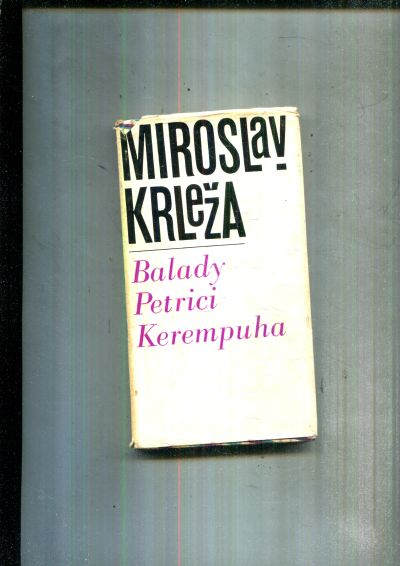 MIROSLaV
KRLeŽA
Balady
Petrici
Kerempuha